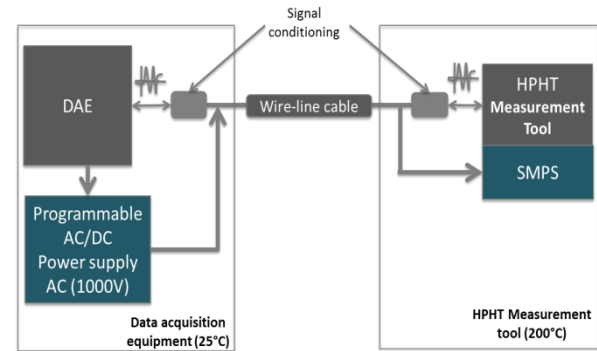 Signal
conditioning
DAE
Wire-line cable
HPHT
Measurement
Tool
SMPS
Programmable
AC/DC
Power supply
AC (1000V)
Data acquisition
equipment (25°C)
HPHT Measurement
tool (200°C)